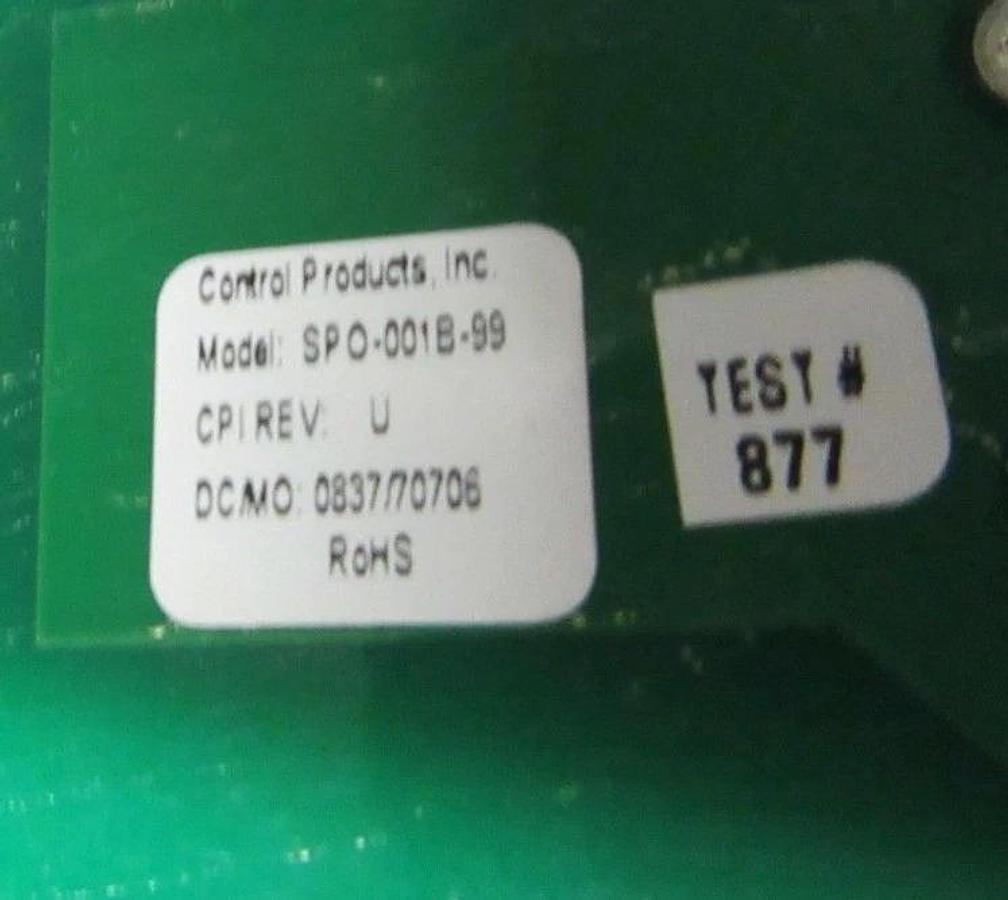 Control Products, Inc.
Model: SPO-001B-99
CPI REV: U
DC/MO: 0837/70706
RoHS
TEST #
877